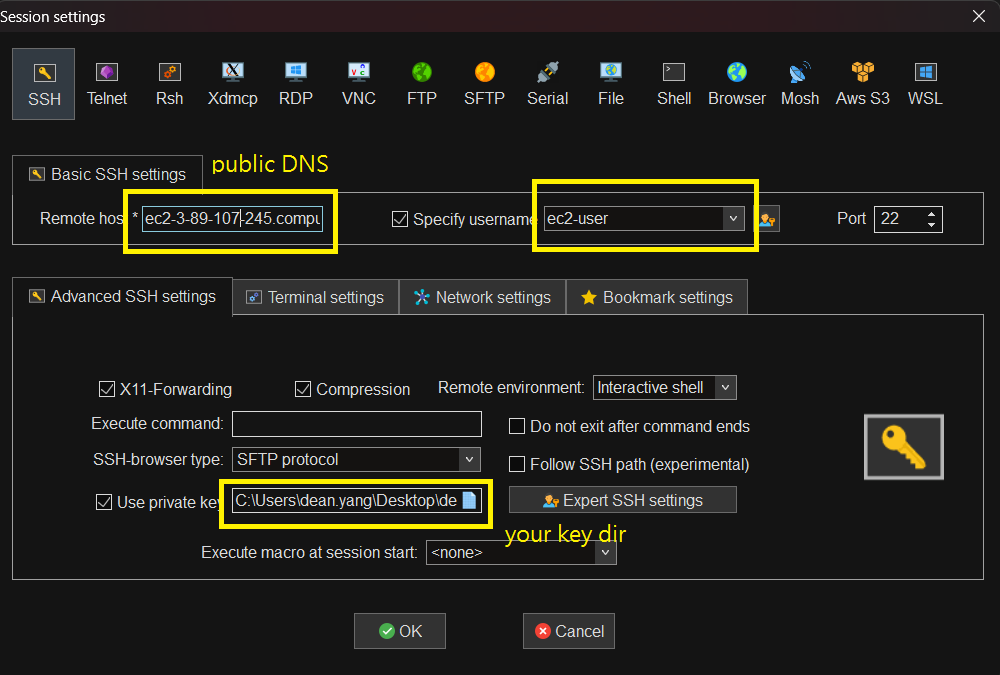 Session settings
SSH Telnet Rsh Xdmcp RDP VNC FTP SFTP Serial File Shell Browser Mosh Aws S3 WSL
public DNS
Basic SSH settings
Remote hos * ec2-3-89-107-245.compu Specify username ec2-user Port 22
Advanced SSH settings Terminal settings Network settings Bookmark settings
X11-Forwarding Compression Remote environment: Interactive shell
Execute command: Do not exit after command ends
SSH-browser type: SFTP protocol Follow SSH path (experimental)
Use private key C:\Users\dean.yang\Desktop\de Expert SSH settings
your key dir
Execute macro at session start: <none>
OK Cancel